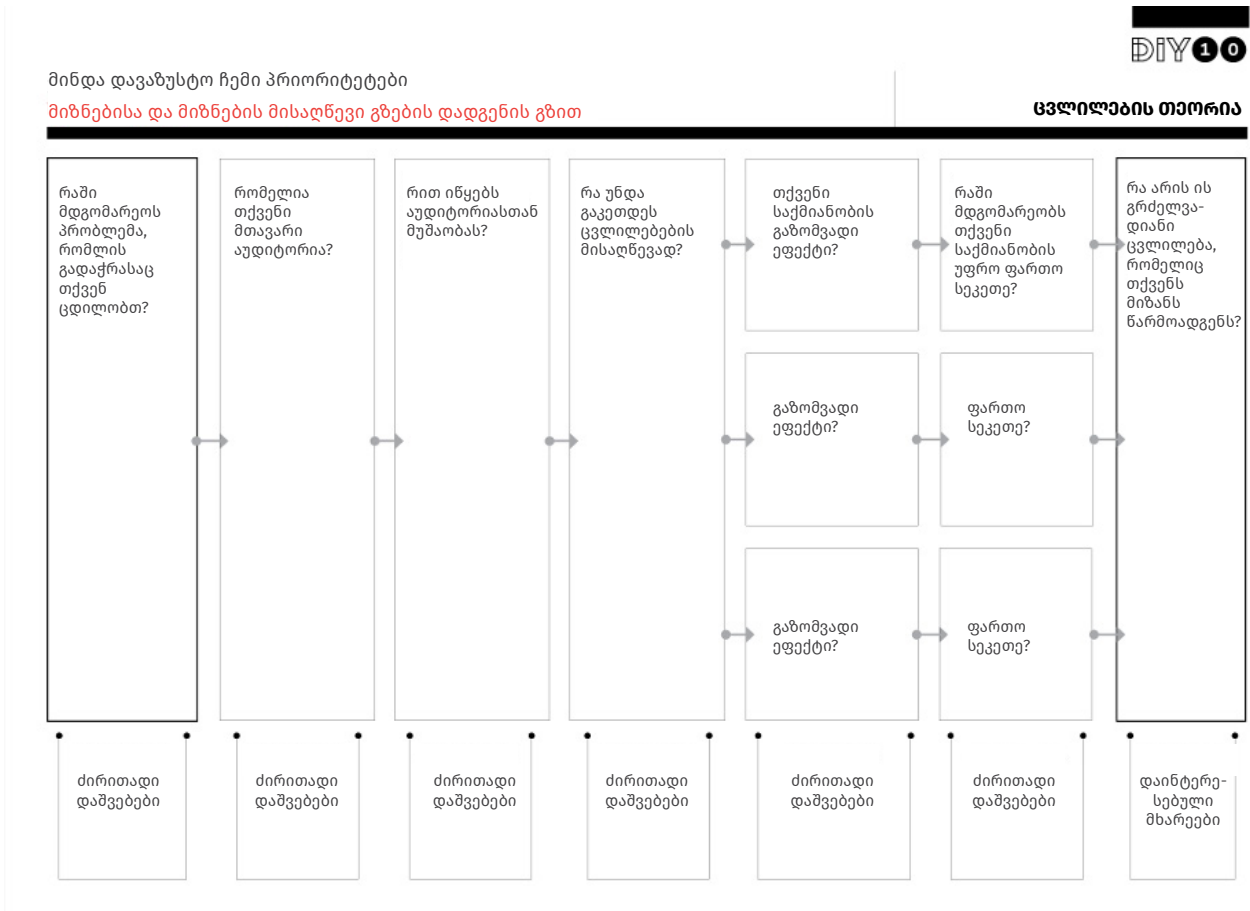 DIY10
მინდა დავაზუსტო ჩემი პრიორიტეტები
მიზნებისა და მიზნების მისაღწევი გზების დადგენის გზით
ცვლილების თეორია
რაში
მდგომარეოს
პრობლემა,
რომლის
გადაჭრასაც
თქვენ
ცდილობთ?
რომელია
თქვენი
მთავარი
აუდიტორია?
რით იწყებს
აუდიტორიასთან
მუშაობას?
რა უნდა
გაკეთდეს
ცვლილებების
მისაღწევად?
თქვენი
საქმიანობის
გაზომვადი
ეფექტი?
რაში
მდგომარეობს
თქვენი
საქმიანობის
უფრო ფართო
სეკეთე?
რა არის ის
გრძელვა-
დიანი
ცვლილება,
რომელიც
თქვენს
მიზანს
წარმოადგენს?
გაზომვადი
ეფექტი?
ფართო
სეკეთე?
გაზომვადი
ეფექტი?
ფართო
სეკეთე?
ძირითადი
დაშვებები
ძირითადი
დაშვებები
ძირითადი
დაშვებები
ძირითადი
დაშვებები
ძირითადი
დაშვებები
ძირითადი
დაშვებები
დაინტერე-
სებული
მხარეები